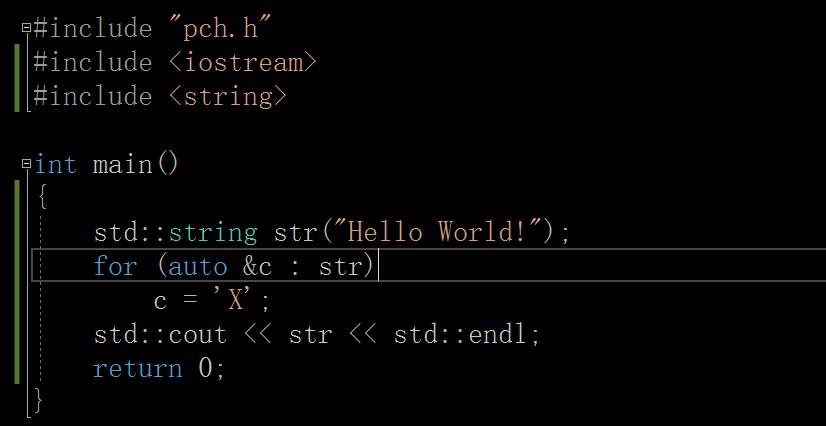 #include "pch.h"
#include <iostream>
#include <string>
int main()
{
std::string str("Hello World!");
for (auto &c : str)
c = 'X';
std::cout << str << std::endl;
return 0;
}